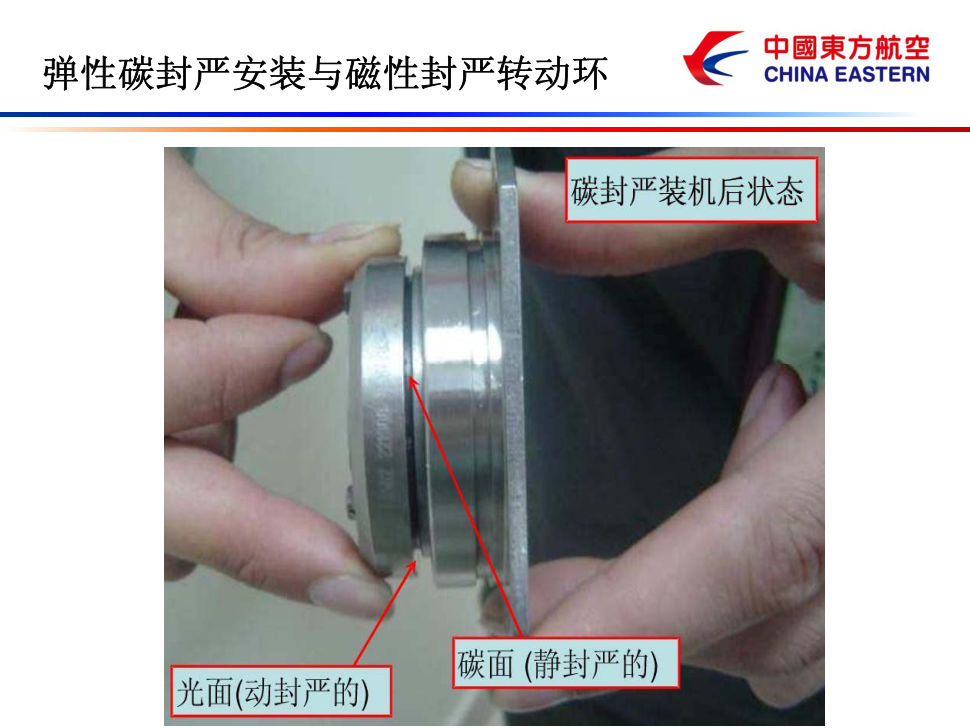 弹性碳封严安装与磁性封严转动环
中國東方航空
CHINA EASTERN
碳封严装机后状态
碳面 (静封严的)
光面(动封严的)